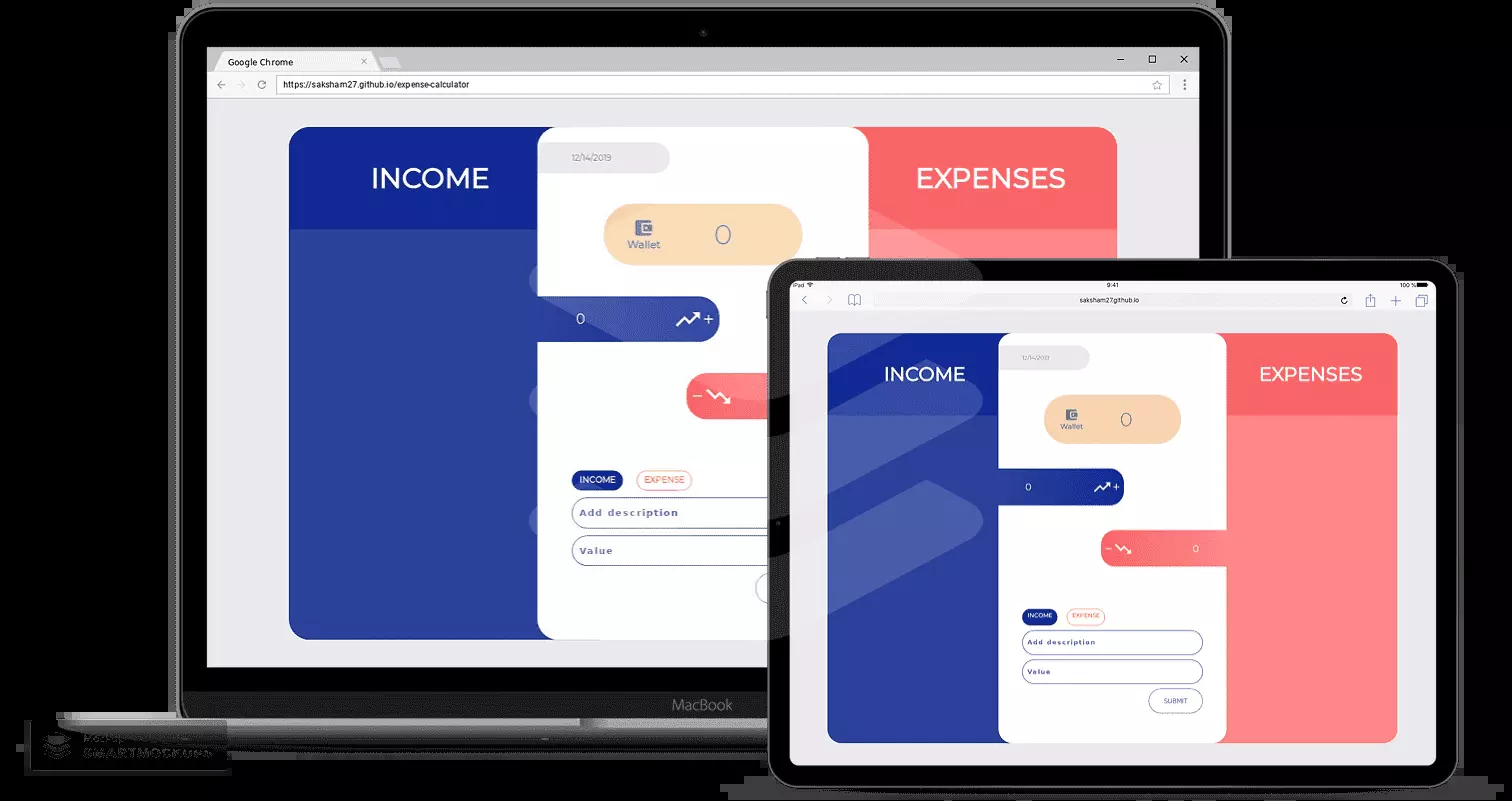 Google Chrome
https://saksham27.github.io/expense-calculator
INCOME
12/14/2019
EXPENSES
Wallet
0
0
+
−
INCOME EXPENSE
Add description
Value
MacBook
iPad 9:41 100 %
saksham27.github.io
INCOME
12/14/2019
EXPENSES
Wallet
0
0 +
− 0
INCOME EXPENSE
Add description
Value
SUBMIT
SMARTMOCKUPS